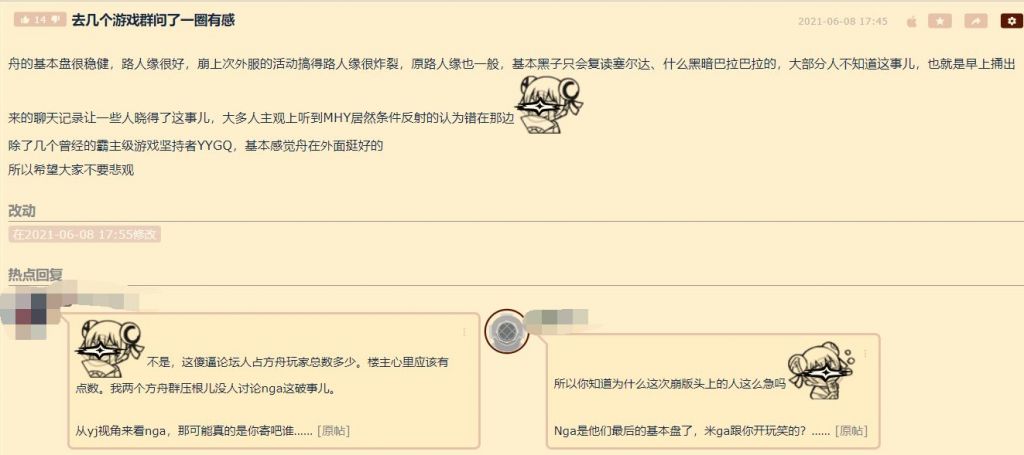 14 去几个游戏群问了一圈有感 2021-06-08 17:45
舟的基本盘很稳健，路人缘很好，崩上次外服的活动搞得路人缘很炸裂，原路人缘也一般，基本黑子只会复读塞尔达、什么黑暗巴拉巴拉的，大部分人不知道这事儿，也就是早上捅出
来的聊天记录让一些人晓得了这事儿，大多人主观上听到MHY居然条件反射的认为错在那边
除了几个曾经的霸主级游戏坚持者YYGQ，基本感觉舟在外面挺好的
所以希望大家不要悲观
改动
在2021-06-08 17:55修改
热点回复
不是，这傻逼论坛人占方舟玩家总数多少。楼主心里应该有
点数。我两个方舟群压根儿没人讨论nga这破事儿。
从yj视角来看nga，那可能真的是你寄吧谁...... [原帖]
所以你知道为什么这次崩版头上的人这么急吗
Nga是他们最后的基本盘了，米ga跟你开玩笑的？...... [原帖]